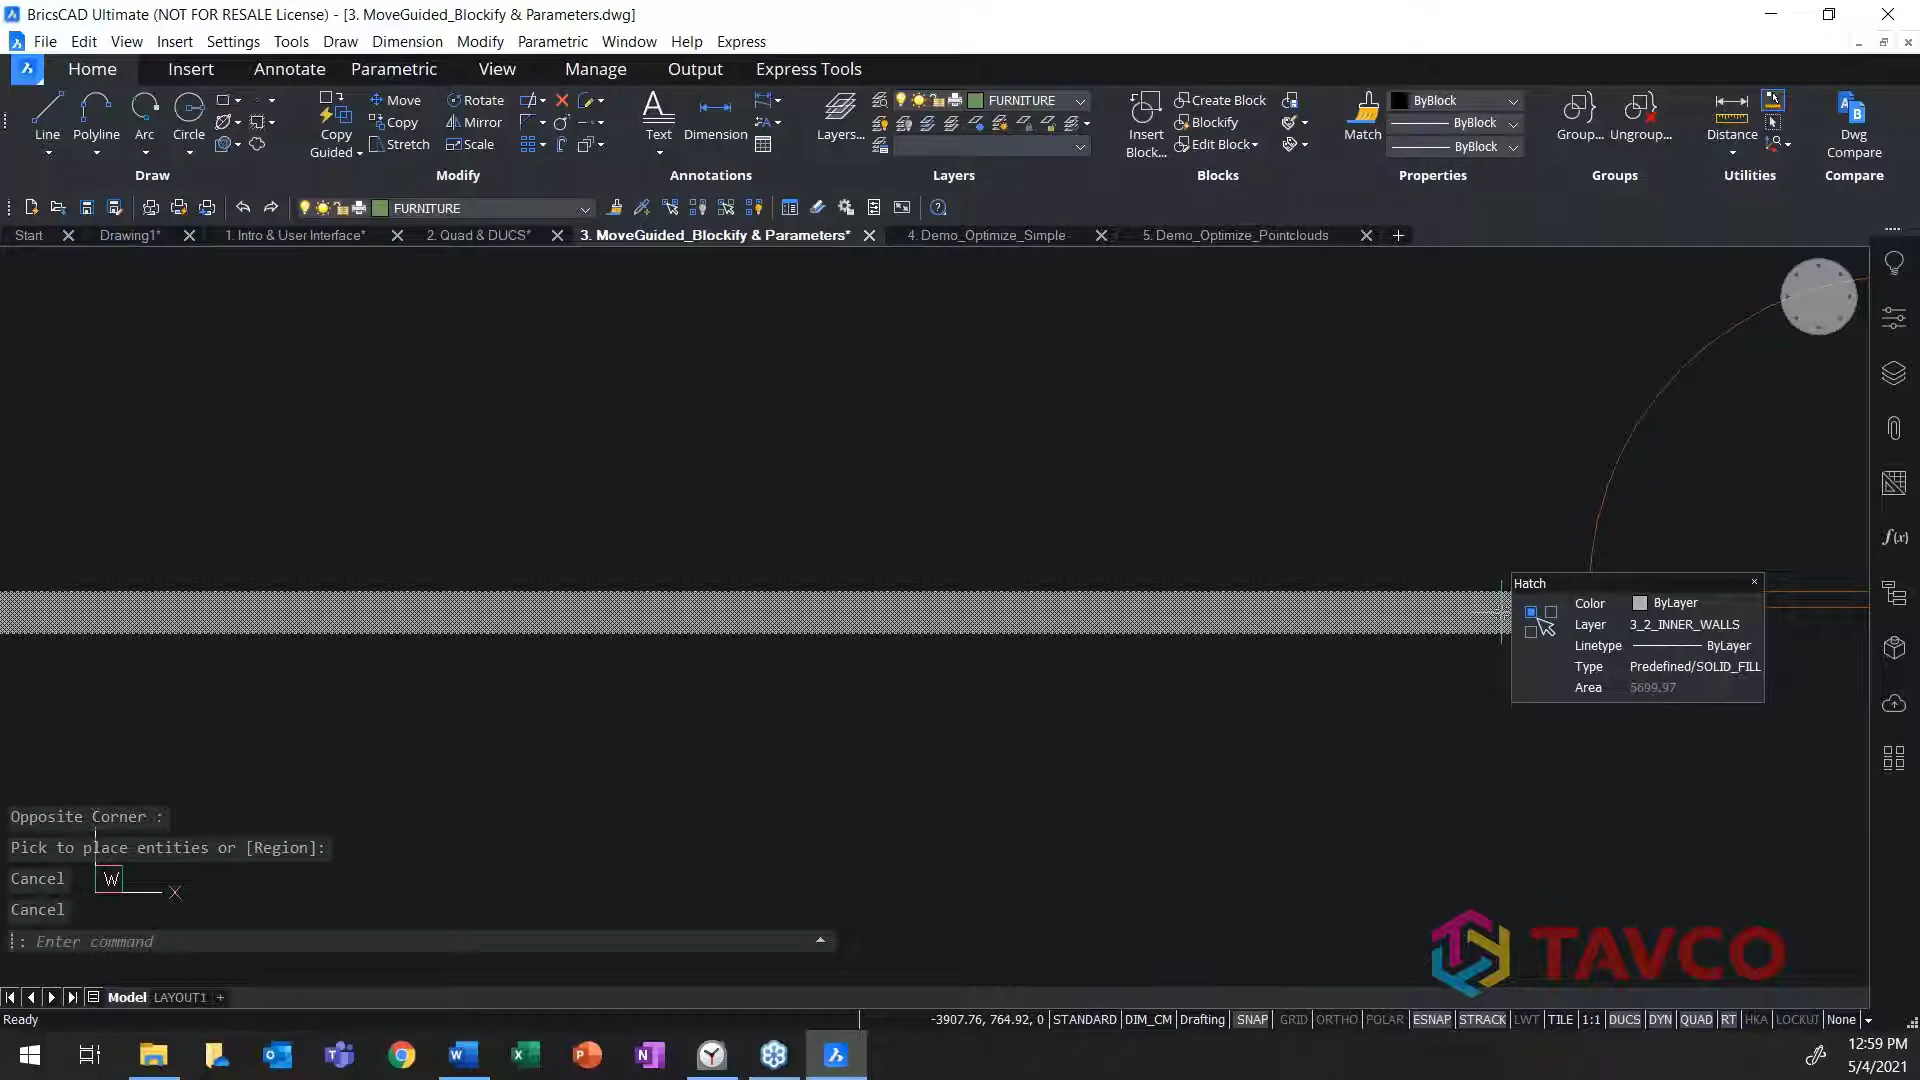 BricsCAD Ultimate (NOT FOR RESALE License) - [3. MoveGuided_Blockify & Parameters.dwg]
File Edit View Insert Settings Tools Draw Dimension Modify Parametric Window Help Express
Home Insert Annotate Parametric View Manage Output Express Tools
Line Polyline Arc Circle
Draw
Copy Guided
Move
Copy
Stretch
Rotate
Mirror
Scale
Modify
Text Dimension
Annotations
Layers...
FURNITURE
Layers
Insert Block...
Create Block
Blockify
Edit Block
Blocks
Match
ByBlock
ByBlock
ByBlock
Properties
Group... Ungroup...
Groups
Distance
Utilities
Dwg Compare
Compare
FURNITURE
Start Drawing1* 1. Intro & User Interface* 2. Quad & DUCS* 3. MoveGuided_Blockify & Parameters* 4. Demo_Optimize_Simple 5. Demo_Optimize_Pointclouds +
f(x)
Hatch
Color ByLayer
Layer 3_2_INNER_WALLS
Linetype ByLayer
Type Predefined/SOLID_FILL
Area 5699.97
Opposite Corner :
Pick to place entities or [Region]:
Cancel
W
X
Cancel
: Enter command
TAVCO
Model LAYOUT1 +
Ready
-3907.76, 764.92, 0 STANDARD DIM_CM Drafting SNAP GRID ORTHO POLAR ESNAP STRACK LWT TILE 1:1 DUCS DYN QUAD RT HKA LOCKUI None
12:59 PM
5/4/2021